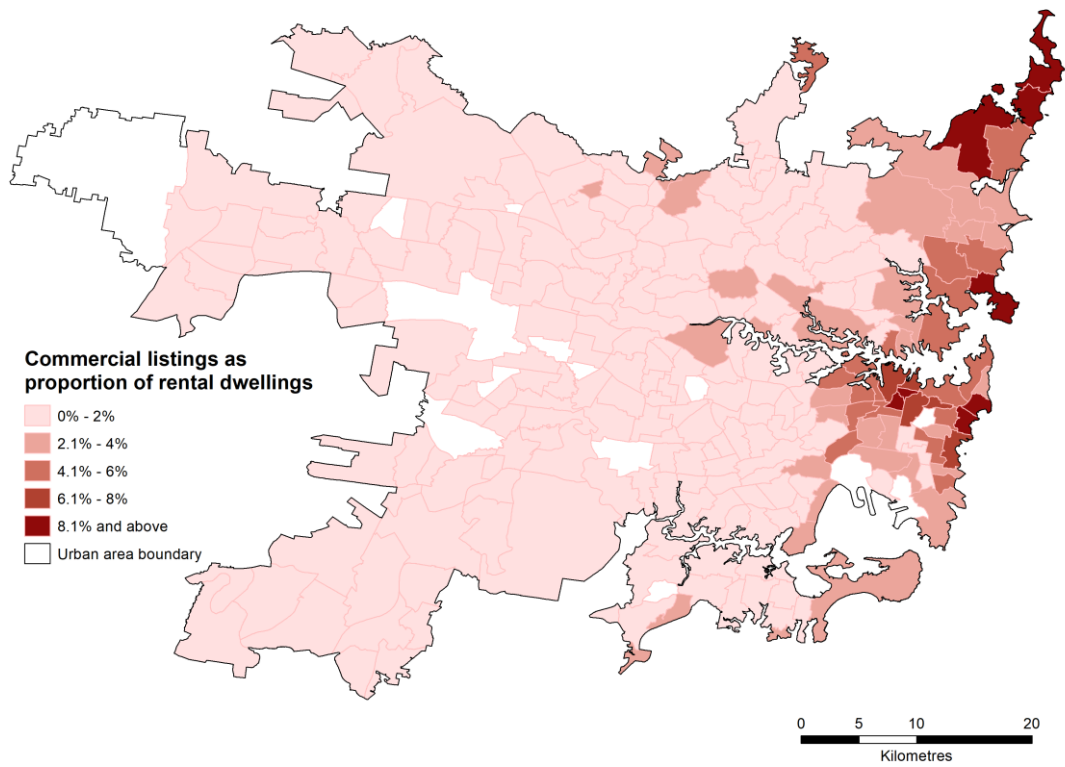 Commercial listings as
proportion of rental dwellings
0% - 2%
2.1% - 4%
4.1% - 6%
6.1% - 8%
8.1% and above
Urban area boundary
0 5 10 20
Kilometres